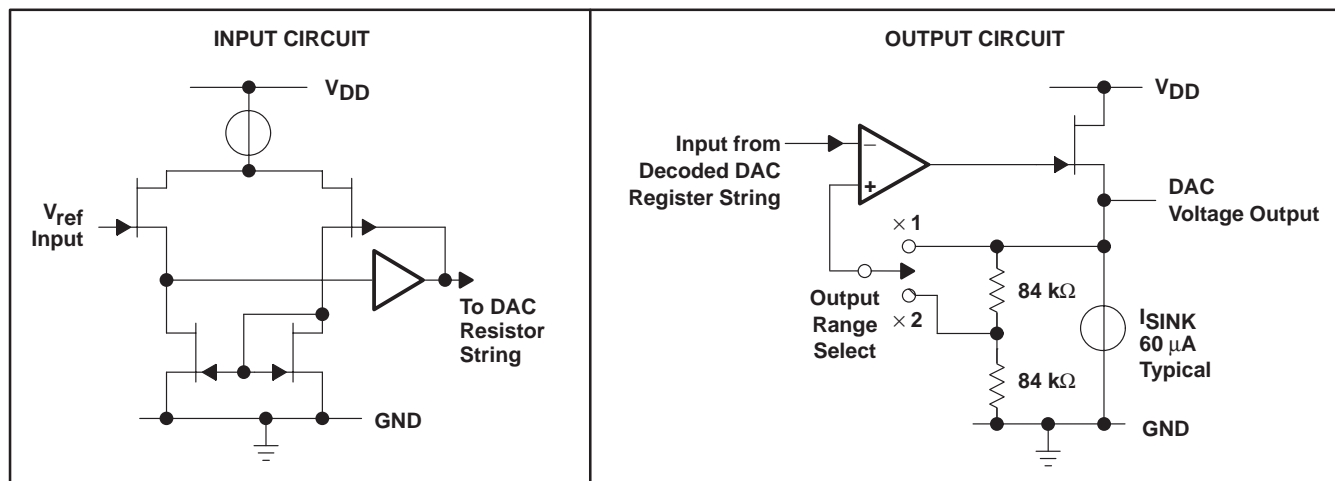 INPUT CIRCUIT
VDD
Vref
Input
To DAC
Resistor
String
GND
OUTPUT CIRCUIT
VDD
Input from
Decoded DAC
Register String
−
+
DAC
Voltage Output
× 1
Output
Range
Select
× 2
84 kΩ
84 kΩ
ISINK
60 μA
Typical
GND